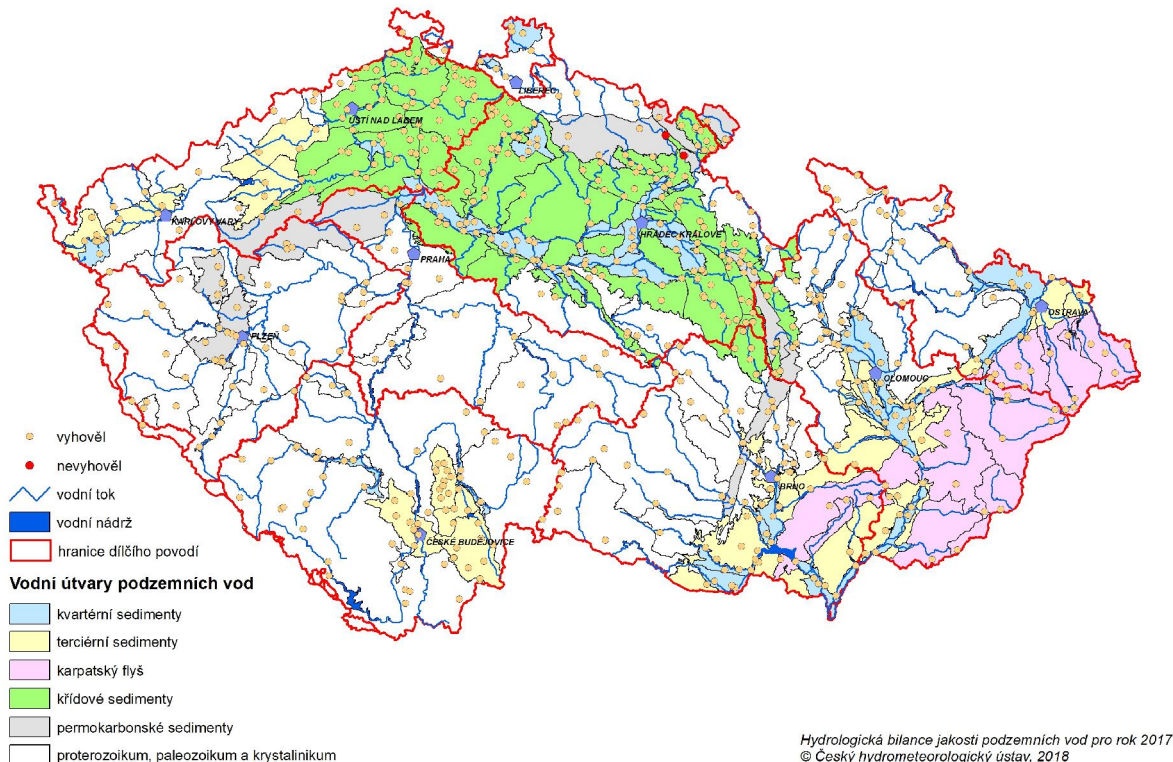 LIBEREC
ÚSTÍ NAD LABEM
KARLOVY VARY
HRADEC KRÁLOVÉ
PRAHA
OSTRAVA
PLZEŇ
OLOMOUC
BRNO
ČESKÉ BUDĚJOVICE
vyhověl
nevyhověl
vodní tok
vodní nádrž
hranice dílčího povodí
Vodní útvary podzemních vod
kvartérní sedimenty
terciérní sedimenty
karpatský flyš
křídové sedimenty
permokarbonské sedimenty
proterozoikum, paleozoikum a krystalinikum
Hydrologická bilance jakosti podzemních vod pro rok 2017
© Český hydrometeorologický ústav, 2018